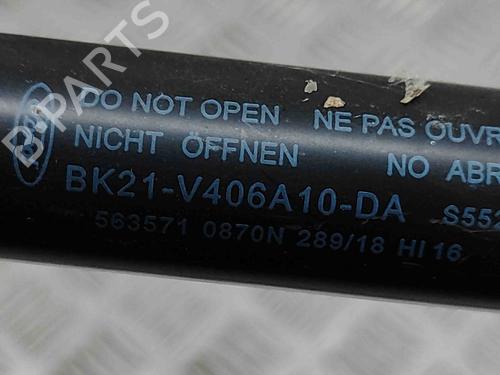 B-PARTS
DO NOT OPEN NE PAS OUVR
NICHT ÖFFNEN NO ABR
BK21-V406A10-DA S552
563571 0870N 289/18 HI 16